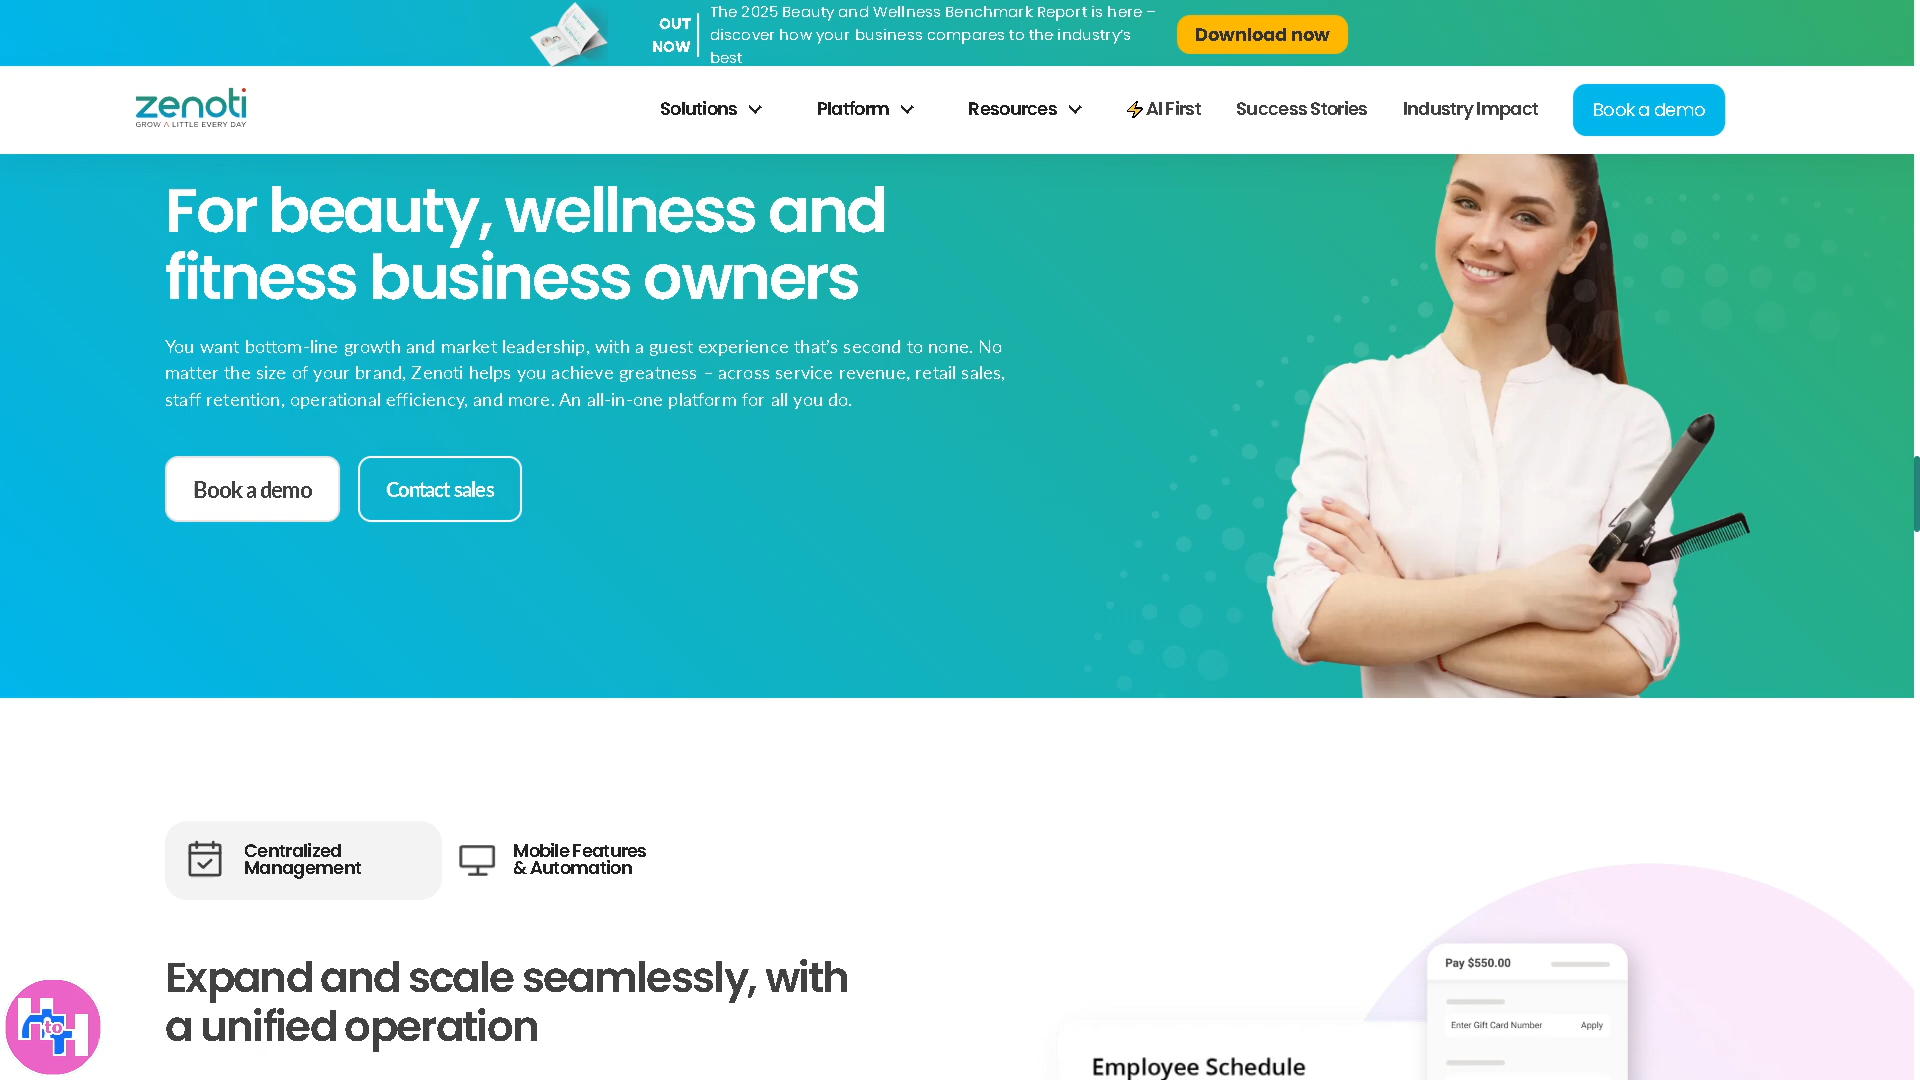 OUT
NOW
The 2025 Beauty and Wellness Benchmark Report is here –
discover how your business compares to the industry's
best
Download now
zenoti
GROW A LITTLE EVERY DAY
Solutions
Platform
Resources
AI First
Success Stories
Industry Impact
Book a demo
For beauty, wellness and
fitness business owners
You want bottom-line growth and market leadership, with a guest experience that's second to none. No
matter the size of your brand, Zenoti helps you achieve greatness – across service revenue, retail sales,
staff retention, operational efficiency, and more. An all-in-one platform for all you do.
Book a demo
Contact sales
Centralized
Management
Mobile Features
& Automation
Expand and scale seamlessly, with
a unified operation
Pay $550.00
Enter Gift Card Number
Apply
Employee Schedule
H to H